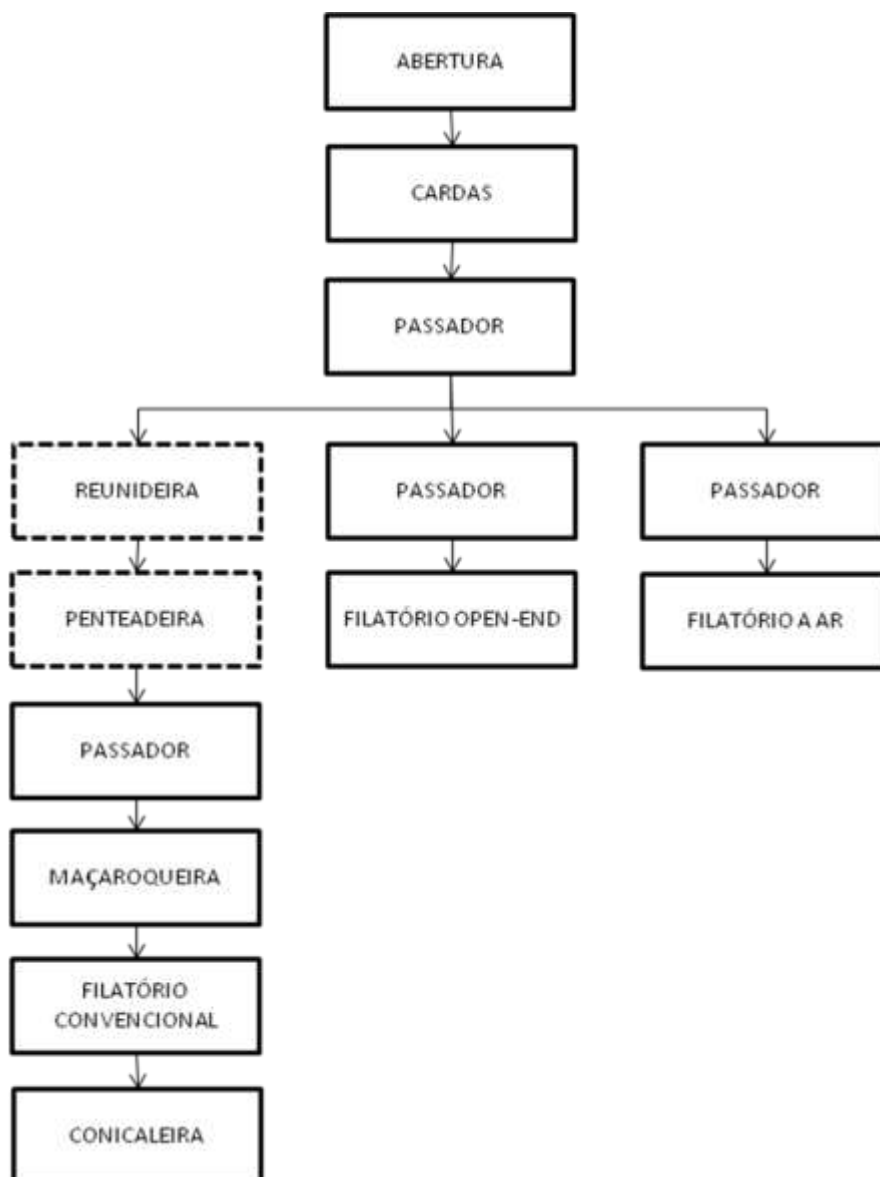 ABERTURA
CARDAS
PASSADOR
REUNIDEIRA
PASSADOR
PASSADOR
PENTEADEIRA
FILATÓRIO OPEN-END
FILATÓRIO A AR
PASSADOR
MAÇAROQUEIRA
FILATÓRIO
CONVENCIONAL
CONICALEIRA